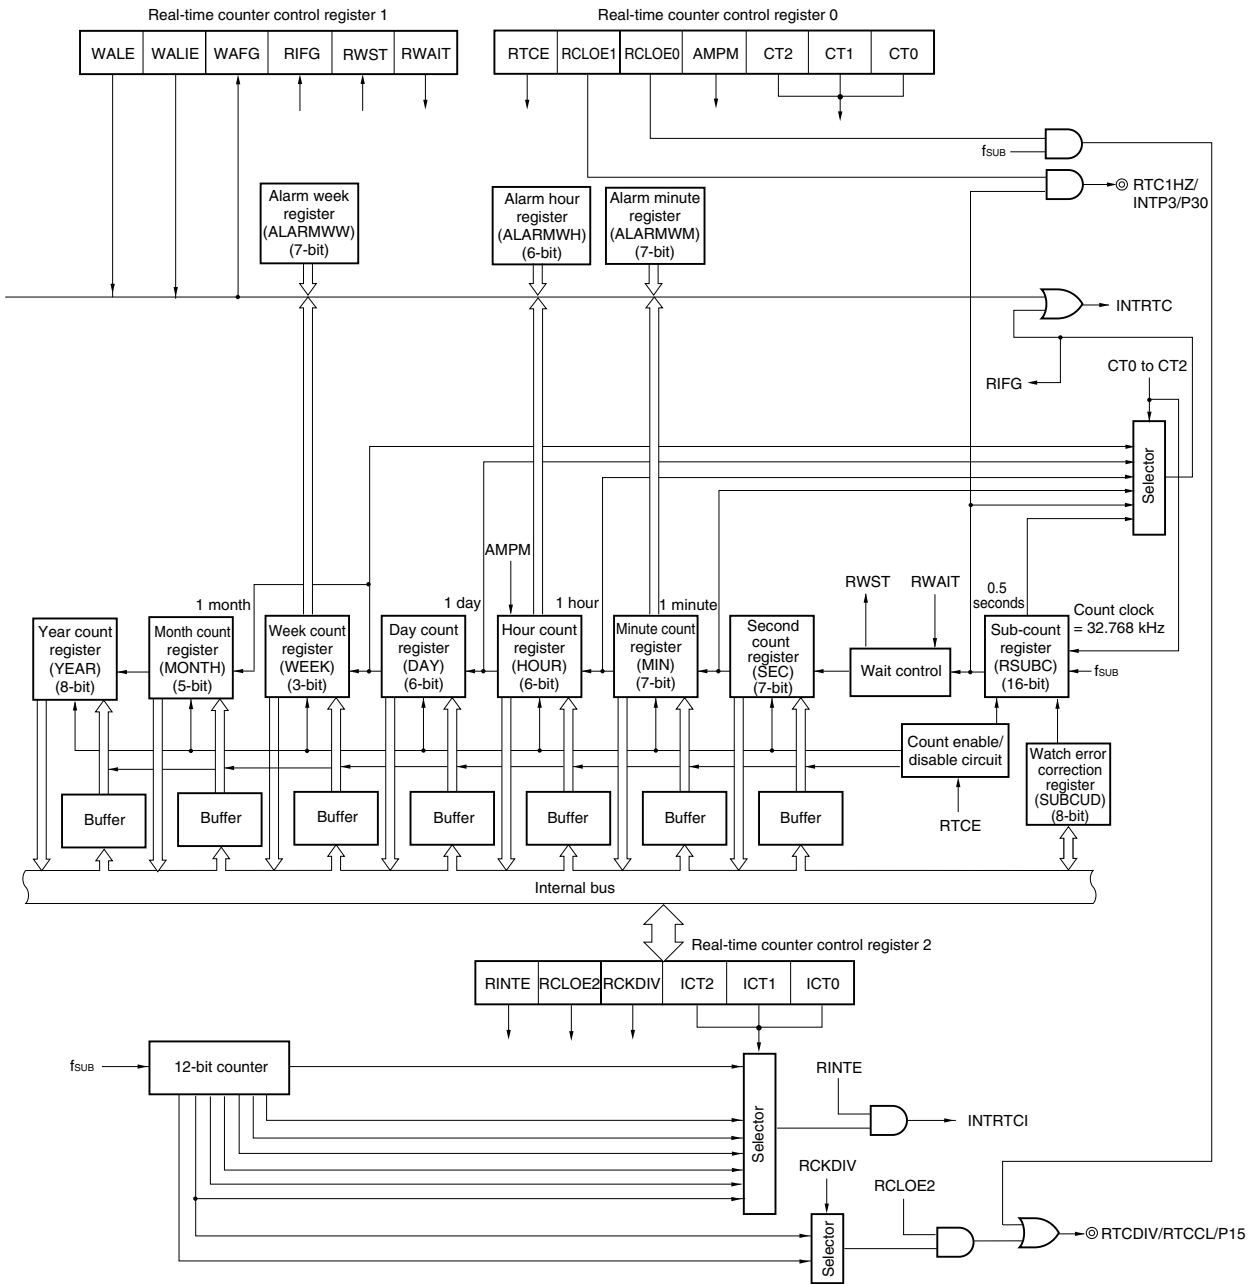 Real-time counter control register 1
Real-time counter control register 0
WALE WALIE WAFG RIFG RWST RWAIT
RTCE RCLOE1 RCLOE0 AMPM CT2 CT1 CT0
fSUB
RTC1HZ/
INTP3/P30
Alarm week
register
(ALARMWW)
(7-bit)
Alarm hour
register
(ALARMWH)
(6-bit)
Alarm minute
register
(ALARMWM)
(7-bit)
INTRTC
RIFG
CT0 to CT2
Selector
AMPM
RWST
RWAIT
0.5
seconds
Count clock
= 32.768 kHz
1 month
1 day
1 hour
1 minute
Year count
register
(YEAR)
(8-bit)
Month count
register
(MONTH)
(5-bit)
Week count
register
(WEEK)
(3-bit)
Day count
register
(DAY)
(6-bit)
Hour count
register
(HOUR)
(6-bit)
Minute count
register
(MIN)
(7-bit)
Second
count
register
(SEC)
(7-bit)
Wait control
Sub-count
register
(RSUBC)
(16-bit)
fSUB
Count enable/
disable circuit
RTCE
Watch error
correction
register
(SUBCUD)
(8-bit)
Buffer
Buffer
Buffer
Buffer
Buffer
Buffer
Buffer
Internal bus
Real-time counter control register 2
RINTE RCLOE2 RCKDIV ICT2 ICT1 ICT0
fSUB
12-bit counter
Selector
RINTE
INTRTCI
RCKDIV
Selector
RCLOE2
RTCDIV/RTCCL/P15